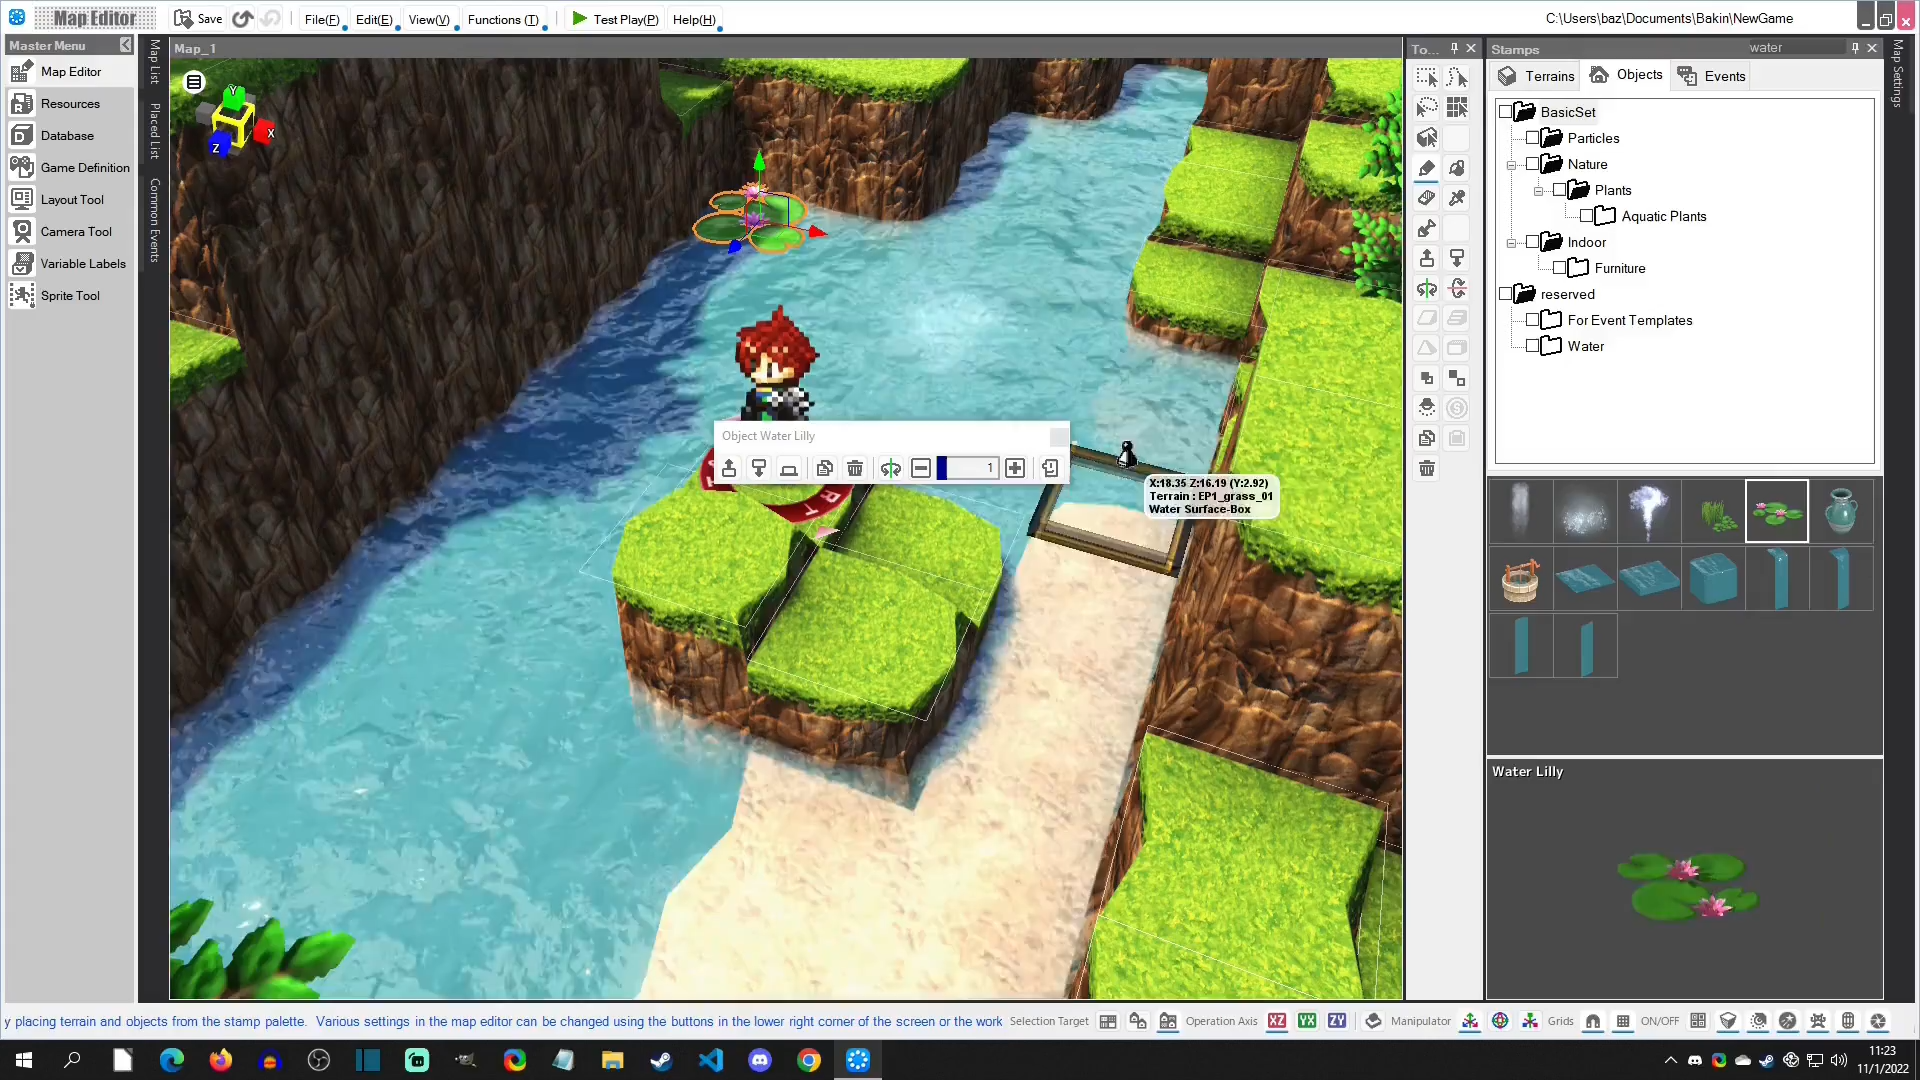 Map Editor
Save
File(F)
Edit(E)
View(V)
Functions (T)
Test Play(P)
Help(H)
C:\Users\baz\Documents\Bakin\NewGame
Master Menu
Map Editor
Resources
Database
Game Definition
Layout Tool
Camera Tool
Variable Labels
Sprite Tool
Map List
Placed List
Common Events
Map_1
Y
X
Z
Object Water Lilly
1
X:18.35 Z:16.19 (Y:2.92)
Terrain : EP1_grass_01
Water Surface-Box
To...
Stamps
water
Map Settings
Terrains
Objects
Events
BasicSet
Particles
Nature
Plants
Aquatic Plants
Indoor
Furniture
reserved
For Event Templates
Water
Water Lilly
y placing terrain and objects from the stamp palette.  Various settings in the map editor can be changed using the buttons in the lower right corner of the screen or the work
Selection Target
Operation Axis
XZ
YX
ZY
Manipulator
Grids
ON/OFF
11:23
11/1/2022